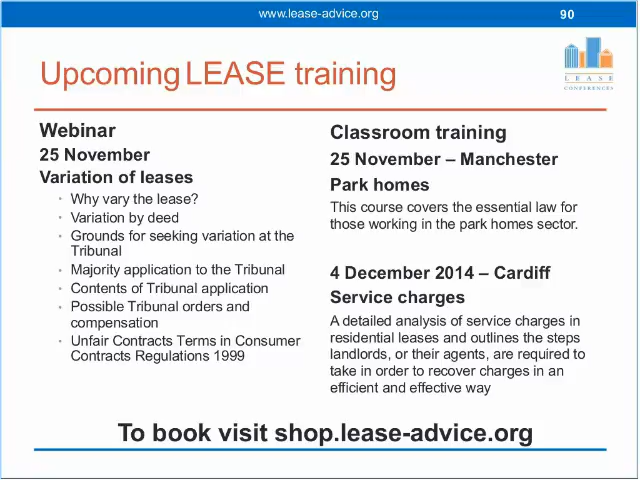 www.lease-advice.org
90
Upcoming LEASE training
L E A S E
CONFERENCES
Webinar
25 November
Variation of leases
• Why vary the lease?
• Variation by deed
• Grounds for seeking variation at the
Tribunal
• Majority application to the Tribunal
• Contents of Tribunal application
• Possible Tribunal orders and
compensation
• Unfair Contracts Terms in Consumer
Contracts Regulations 1999
Classroom training
25 November – Manchester
Park homes
This course covers the essential law for
those working in the park homes sector.
4 December 2014 – Cardiff
Service charges
A detailed analysis of service charges in
residential leases and outlines the steps
landlords, or their agents, are required to
take in order to recover charges in an
efficient and effective way
To book visit shop.lease-advice.org